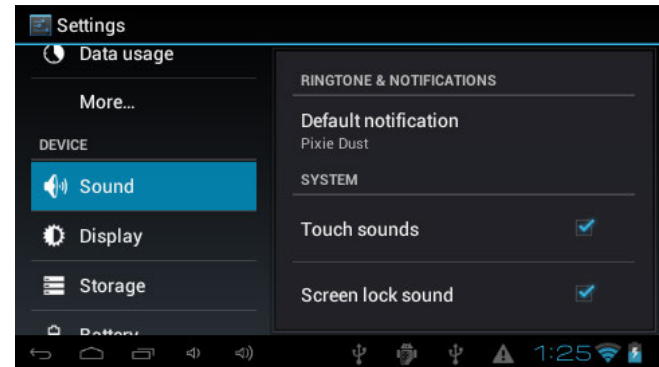 Settings
Data usage
More...
DEVICE
Sound
Display
Storage
Battery
RINGTONE & NOTIFICATIONS
Default notification
Pixie Dust
SYSTEM
Touch sounds
Screen lock sound
1:25